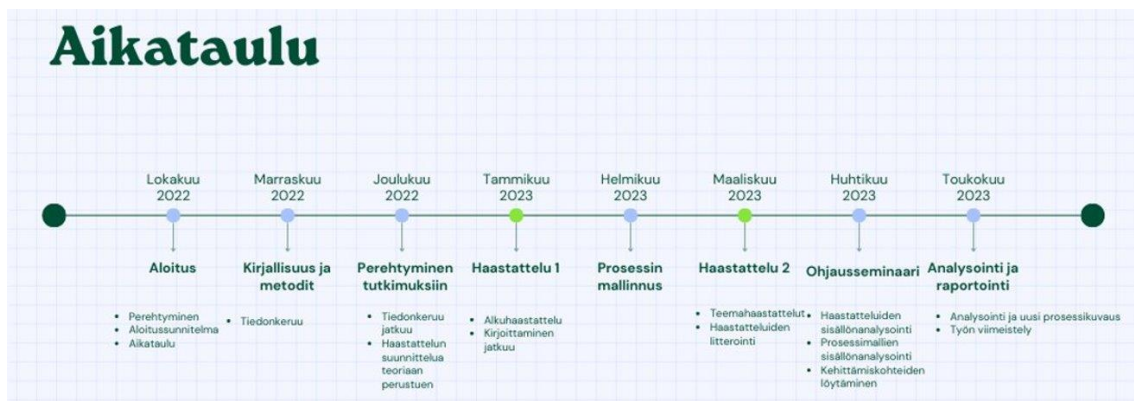 Aikataulu
Lokakuu
2022
Marraskuu
2022
Joulukuu
2022
Tammikuu
2023
Helmikuu
2023
Maaliskuu
2023
Huhtikuu
2023
Toukokuu
2023
Aloitus
Kirjallisuus ja
metodit
Perehtyminen
tutkimuksiin
Haastattelu 1
Prosessin
mallinnus
Haastattelu 2
Ohjausseminaari
Analysointi ja
raportointi
• Perehtyminen
• Aloitussunnitelma
• Aikataulu
• Tiedonkeruu
• Tiedonkeruu
jatkuu
• Haastattelun
suunnittelua
teoriaan
perustuen
• Alkuhaastattelu
• Kirjoittaminen
jatkuu
• Teemahaastattelut
• Haastatteluiden
litterointi
• Haastatteluiden
sisällönanalysointi
• Prosessimallien
sisällönanalysointi
• Kehittämiskohteiden
löytäminen
• Analysointi ja uusi prosessikuvaus
• Työn viimeistely